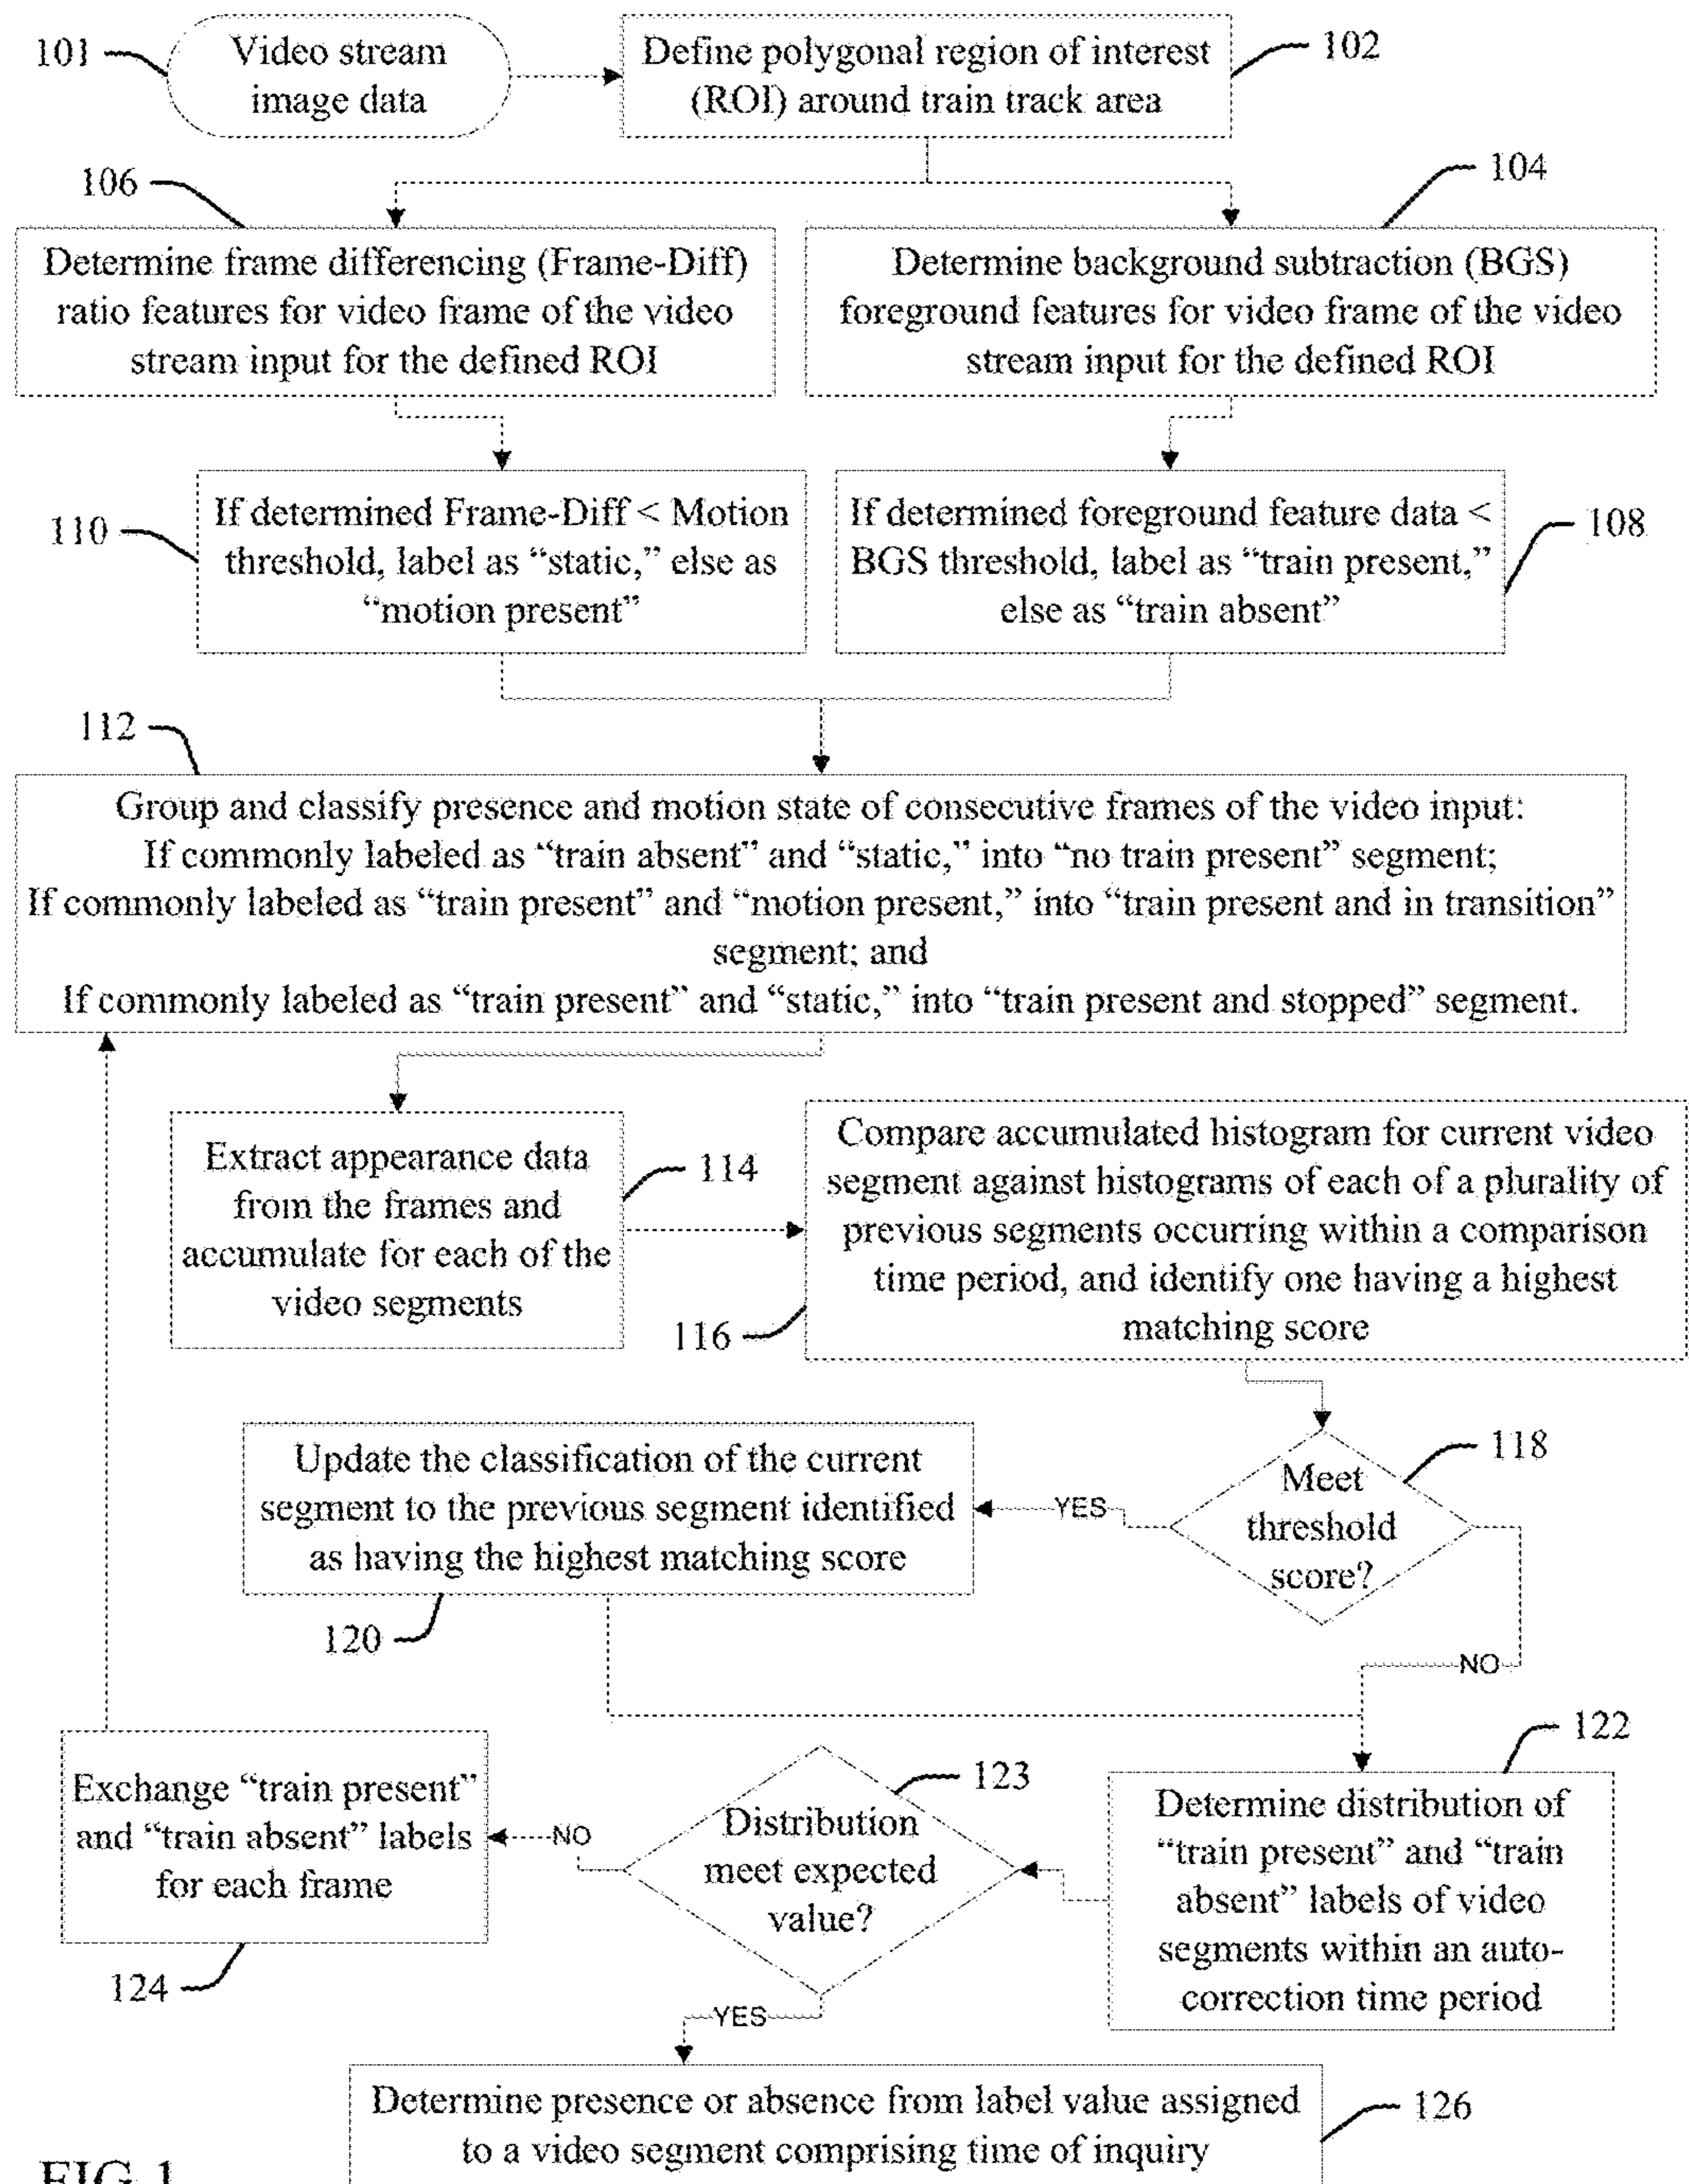 101
Video stream
image data
Define polygonal region of interest
(ROI) around train track area
102
106
104
Determine frame differencing (Frame-Diff)
ratio features for video frame of the video
stream input for the defined ROI
Determine background subtraction (BGS)
foreground features for video frame of the video
stream input for the defined ROI
110
If determined Frame-Diff < Motion
threshold, label as “static,” else as
“motion present”
If determined foreground feature data <
BGS threshold, label as “train present,”
else as “train absent”
108
112
Group and classify presence and motion state of consecutive frames of the video input:
If commonly labeled as “train absent” and “static,” into “no train present” segment;
If commonly labeled as “train present” and “motion present,” into “train present and in transition”
segment; and
If commonly labeled as “train present” and “static,” into “train present and stopped” segment.
Extract appearance data
from the frames and
accumulate for each of the
video segments
114
Compare accumulated histogram for current video
segment against histograms of each of a plurality of
previous segments occurring within a comparison
time period, and identify one having a highest
matching score
116
Update the classification of the current
segment to the previous segment identified
as having the highest matching score
120
YES
Meet
threshold
score?
118
NO
Exchange “train present”
and “train absent” labels
for each frame
124
NO
Distribution
meet expected
value?
123
YES
122
Determine distribution of
“train present” and “train
absent” labels of video
segments within an auto-
correction time period
Determine presence or absence from label value assigned
to a video segment comprising time of inquiry
126
FIG 1